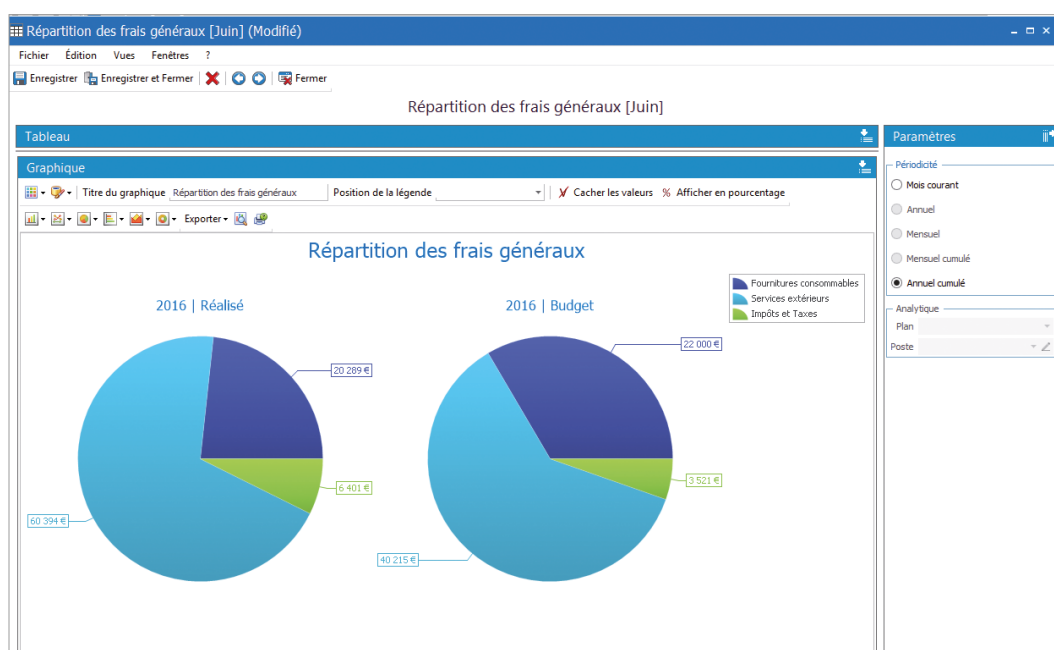 Répartition des frais généraux [Juin] (Modifié)
Fichier Édition Vues Fenêtres ?
Enregistrer Enregistrer et Fermer Fermer
Répartition des frais généraux [Juin]
Tableau
Graphique
Titre du graphique Répartition des frais généraux Position de la légende Cacher les valeurs % Afficher en pourcentage
Exporter
Répartition des frais généraux
Fournitures consommables
Services extérieurs
Impôts et Taxes
2016 | Réalisé
20 289 €
6 401 €
60 394 €
2016 | Budget
22 000 €
3 521 €
40 215 €
Paramètres
Périodicité
Mois courant
Annuel
Mensuel
Mensuel cumulé
Annuel cumulé
Analytique
Plan
Poste